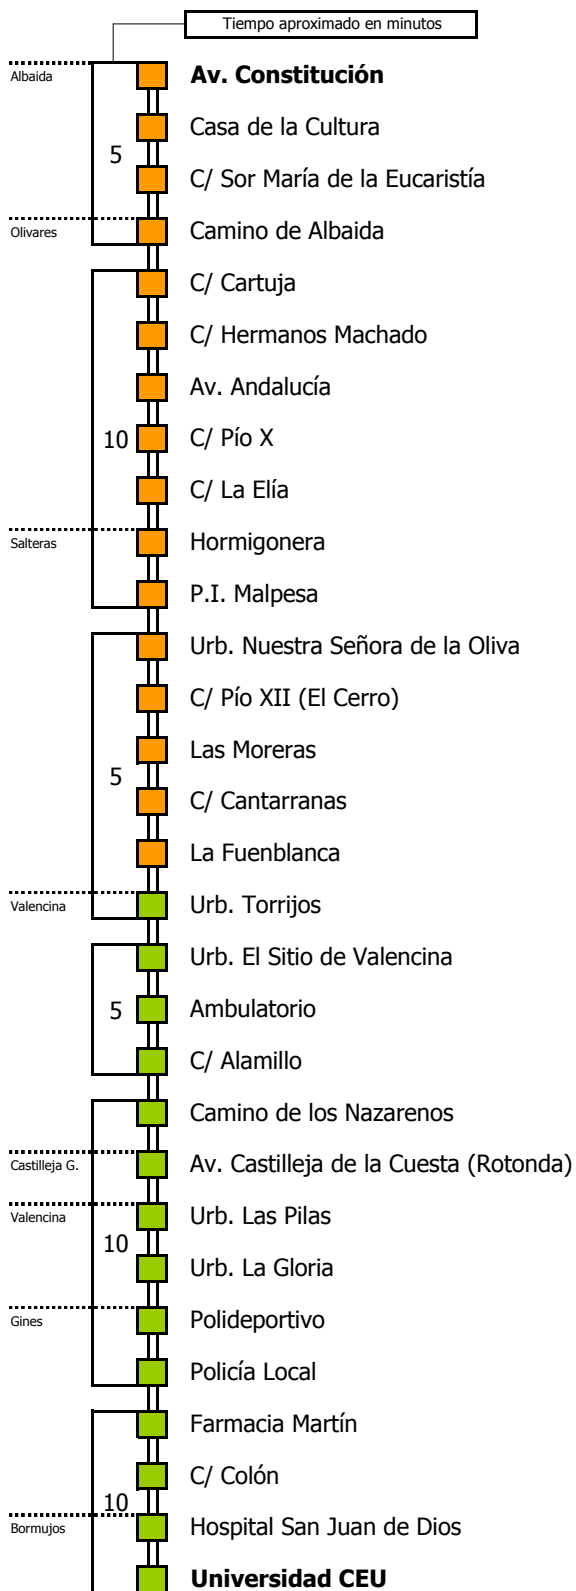 Tiempo aproximado en minutos
Albaida
Av. Constitución
Casa de la Cultura
5
C/ Sor María de la Eucaristía
Olivares
Camino de Albaida
C/ Cartuja
C/ Hermanos Machado
Av. Andalucía
10
C/ Pío X
C/ La Elía
Salteras
Hormigonera
P.I. Malpesa
Urb. Nuestra Señora de la Oliva
C/ Pío XII (El Cerro)
Las Moreras
5
C/ Cantarranas
La Fuenblanca
Valencina
Urb. Torrijos
Urb. El Sitio de Valencina
5
Ambulatorio
C/ Alamillo
Camino de los Nazarenos
Castilleja G.
Av. Castilleja de la Cuesta (Rotonda)
Valencina
Urb. Las Pilas
10
Urb. La Gloria
Gines
Polideportivo
Policía Local
Farmacia Martín
C/ Colón
10
Bormujos
Hospital San Juan de Dios
Universidad CEU